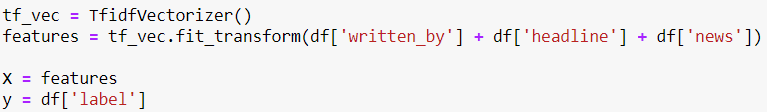 tf_vec = TfidfVectorizer()
features = tf_vec.fit_transform(df['written_by'] + df['headline'] + df['news'])
X = features
y = df['label']